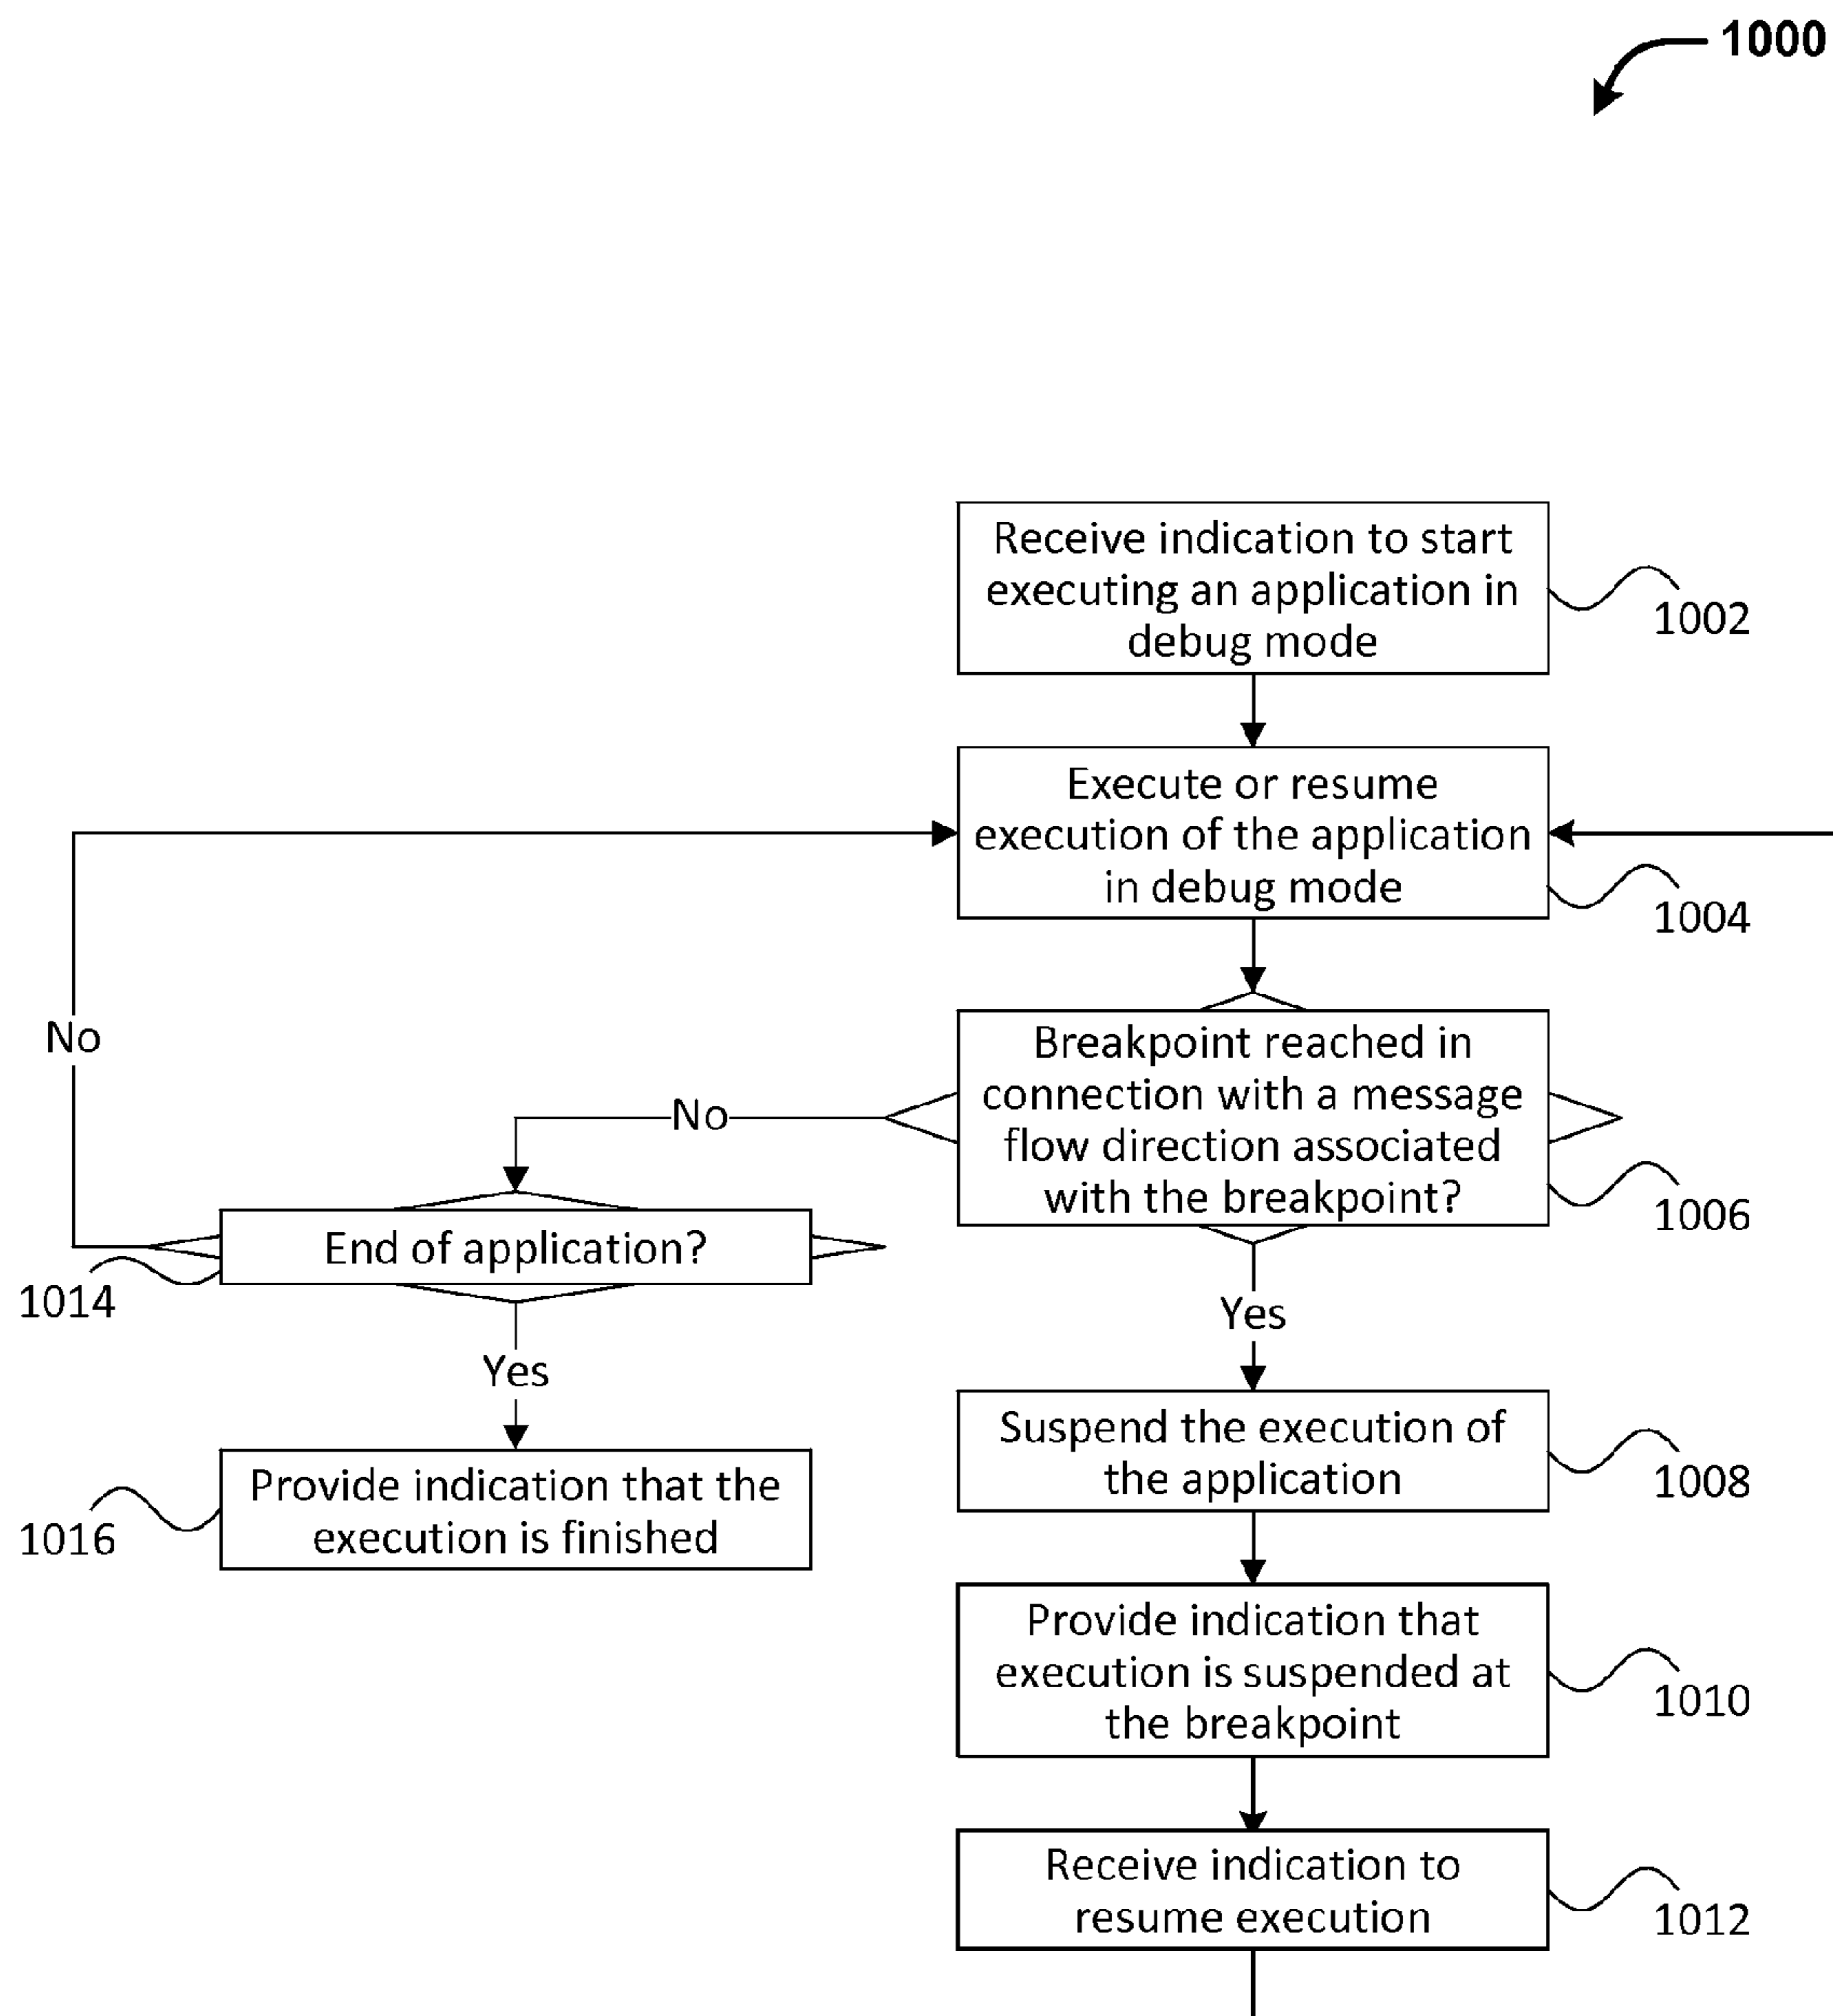 1000
Receive indication to start
executing an application in
debug mode
1002
Execute or resume
execution of the application
in debug mode
1004
No
Breakpoint reached in
connection with a message
flow direction associated
with the breakpoint?
1006
No
End of application?
1014
Yes
Yes
Suspend the execution of
the application
1008
Provide indication that the
execution is finished
1016
Provide indication that
execution is suspended at
the breakpoint
1010
Receive indication to
resume execution
1012